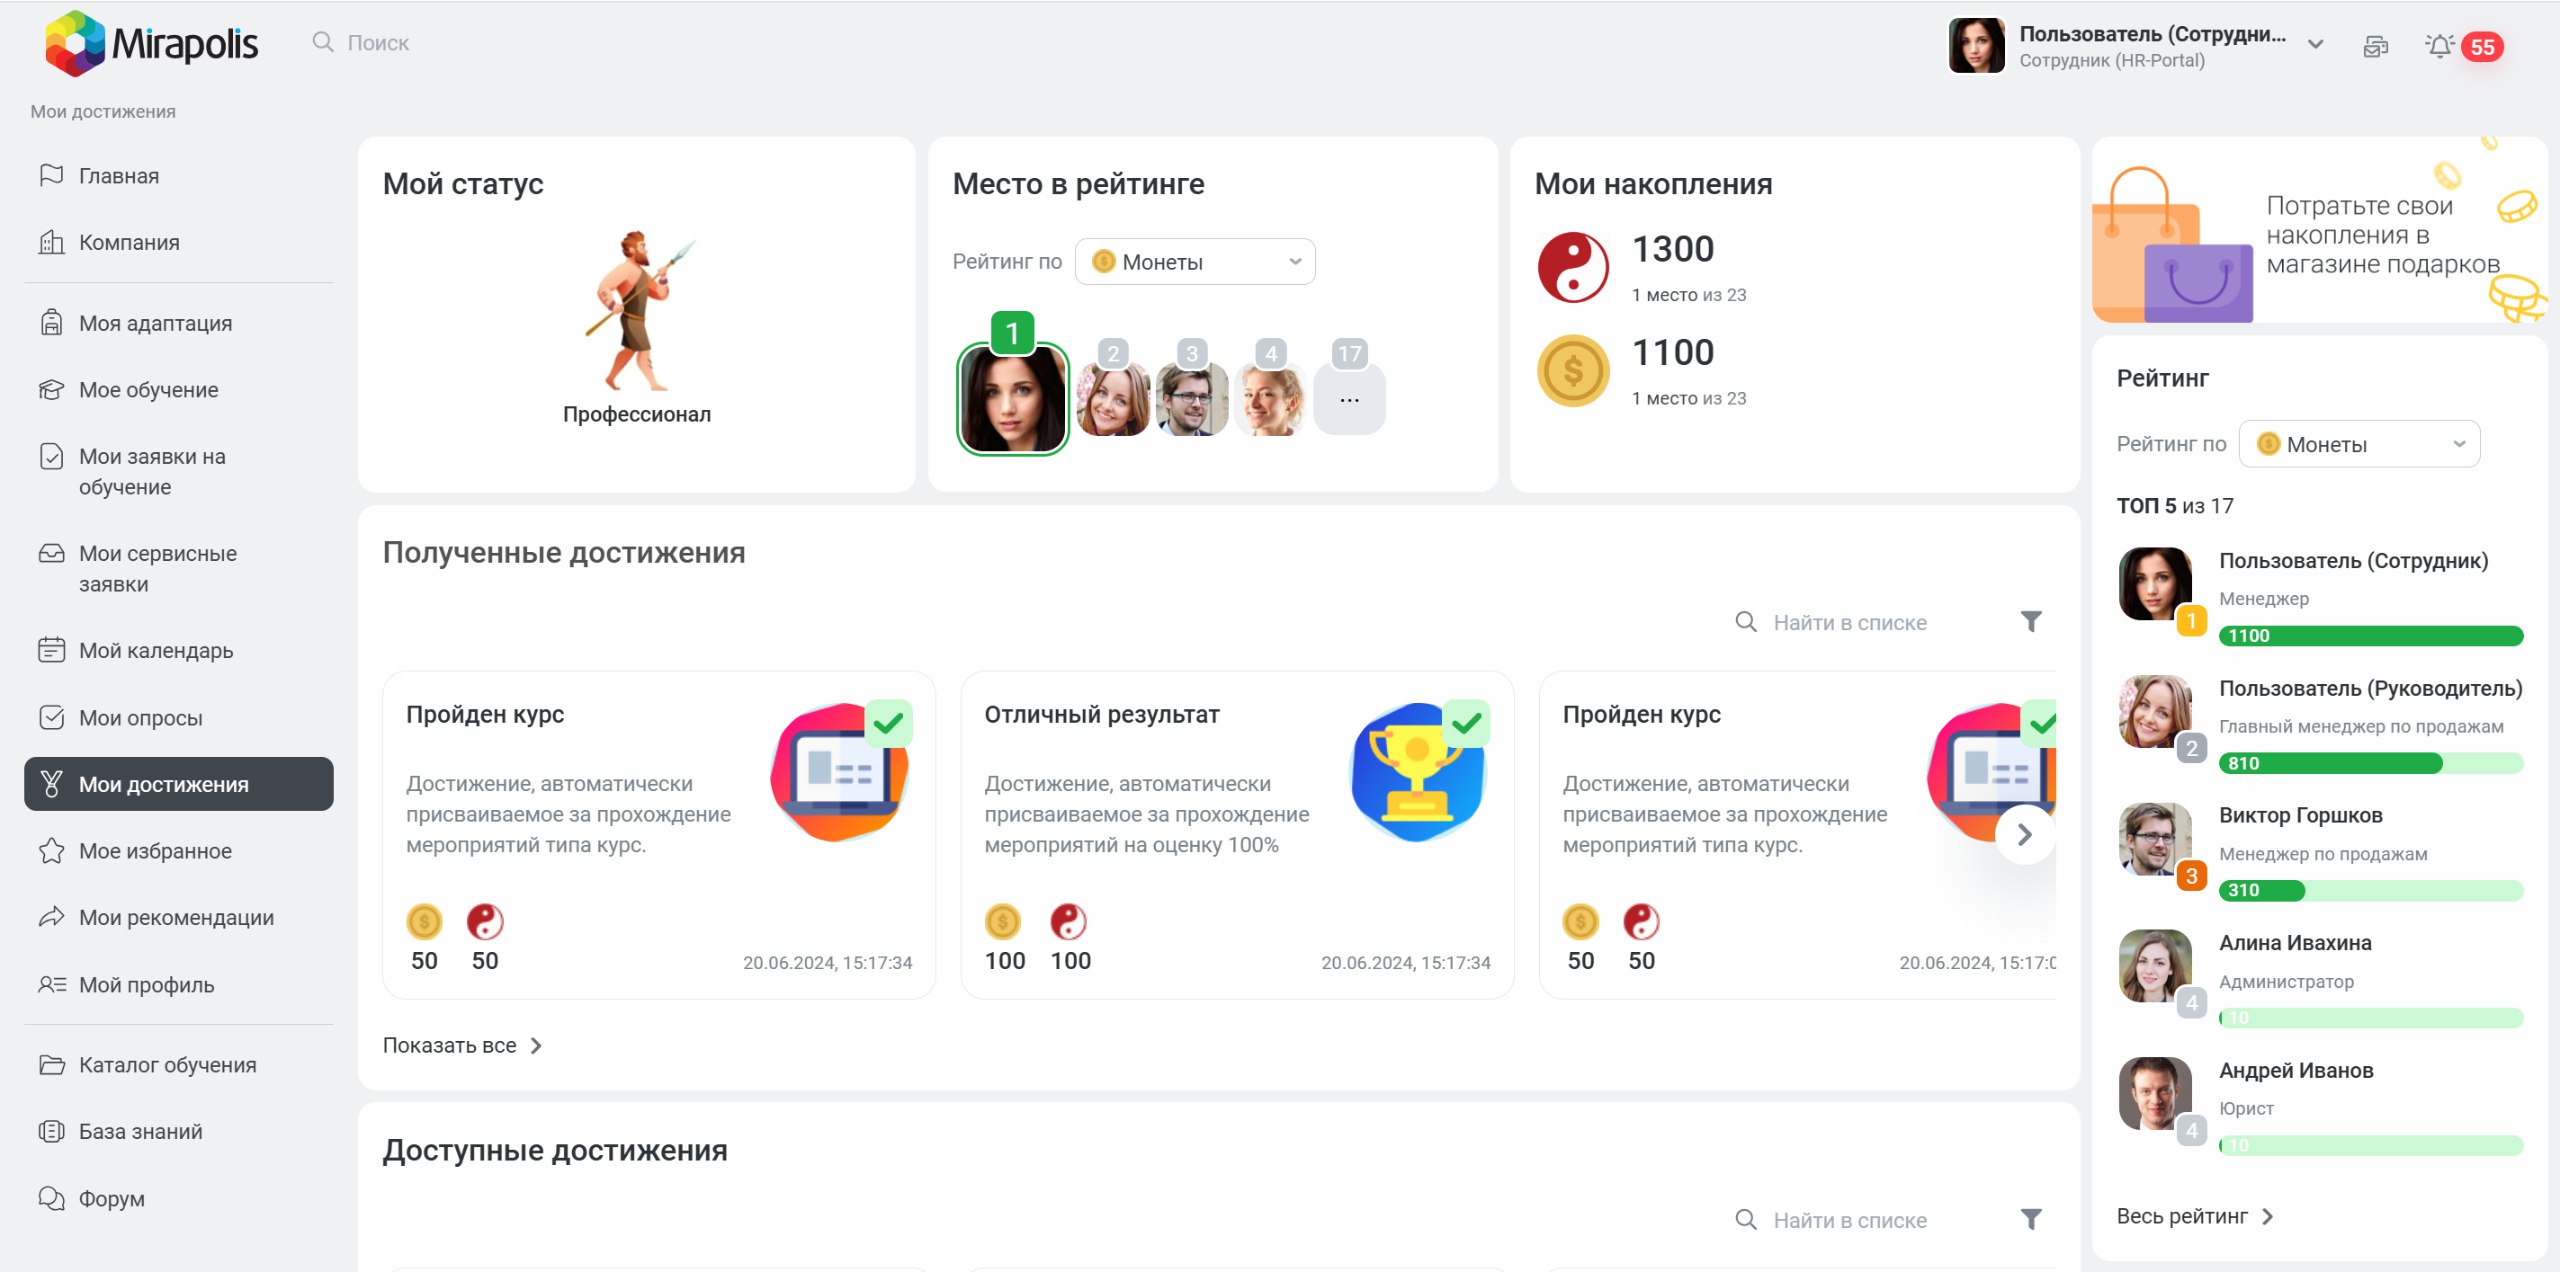 Mirapolis
Поиск
Пользователь (Сотрудни...
Сотрудник (HR-Portal)
55
Мои достижения
Главная
Компания
Моя адаптация
Мое обучение
Мои заявки на
обучение
Мои сервисные
заявки
Мой календарь
Мои опросы
Мои достижения
Мое избранное
Мои рекомендации
Мой профиль
Каталог обучения
База знаний
Форум
Мой статус
Профессионал
Место в рейтинге
Рейтинг по
Монеты
1
2
3
4
17
...
Мои накопления
1300
1 место из 23
1100
1 место из 23
Потратьте свои
накопления в
магазине подарков
Полученные достижения
Найти в списке
Пройден курс
Достижение, автоматически
присваиваемое за прохождение
мероприятий типа курс.
50 50
20.06.2024, 15:17:34
Отличный результат
Достижение, автоматически
присваиваемое за прохождение
мероприятий на оценку 100%
100 100
20.06.2024, 15:17:34
Пройден курс
Достижение, автоматически
присваиваемое за прохождение
мероприятий типа курс.
50 50
20.06.2024, 15:17:0
Показать все
Доступные достижения
Найти в списке
Рейтинг
Рейтинг по
Монеты
ТОП 5 из 17
Пользователь (Сотрудник)
Менеджер
1
1100
Пользователь (Руководитель)
Главный менеджер по продажам
2
810
Виктор Горшков
Менеджер по продажам
3
310
Алина Ивахина
Администратор
4
10
Андрей Иванов
Юрист
4
10
Весь рейтинг